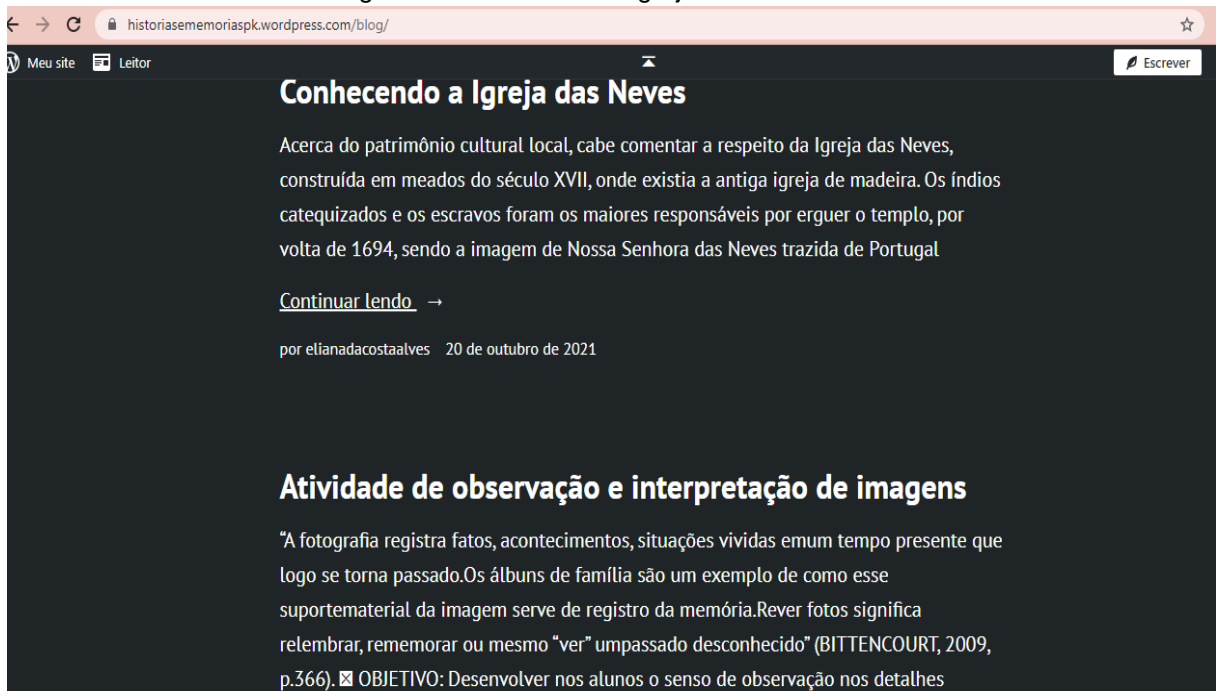 historiasememoriaspk.wordpress.com/blog/
Meu site Leitor Escrever
Conhecendo a Igreja das Neves
Acerca do patrimônio cultural local, cabe comentar a respeito da Igreja das Neves,
construída em meados do século XVII, onde existia a antiga igreja de madeira. Os índios
catequizados e os escravos foram os maiores responsáveis por erguer o templo, por
volta de 1694, sendo a imagem de Nossa Senhora das Neves trazida de Portugal
Continuar lendo →
por elianadacostaalves 20 de outubro de 2021
Atividade de observação e interpretação de imagens
“A fotografia registra fatos, acontecimentos, situações vividas emum tempo presente que
logo se torna passado.Os álbuns de família são um exemplo de como esse
suportematerial da imagem serve de registro da memória.Rever fotos significa
relembrar, rememorar ou mesmo “ver” umpassado desconhecido” (BITTENCOURT, 2009,
p.366). OBJETIVO: Desenvolver nos alunos o senso de observação nos detalhes